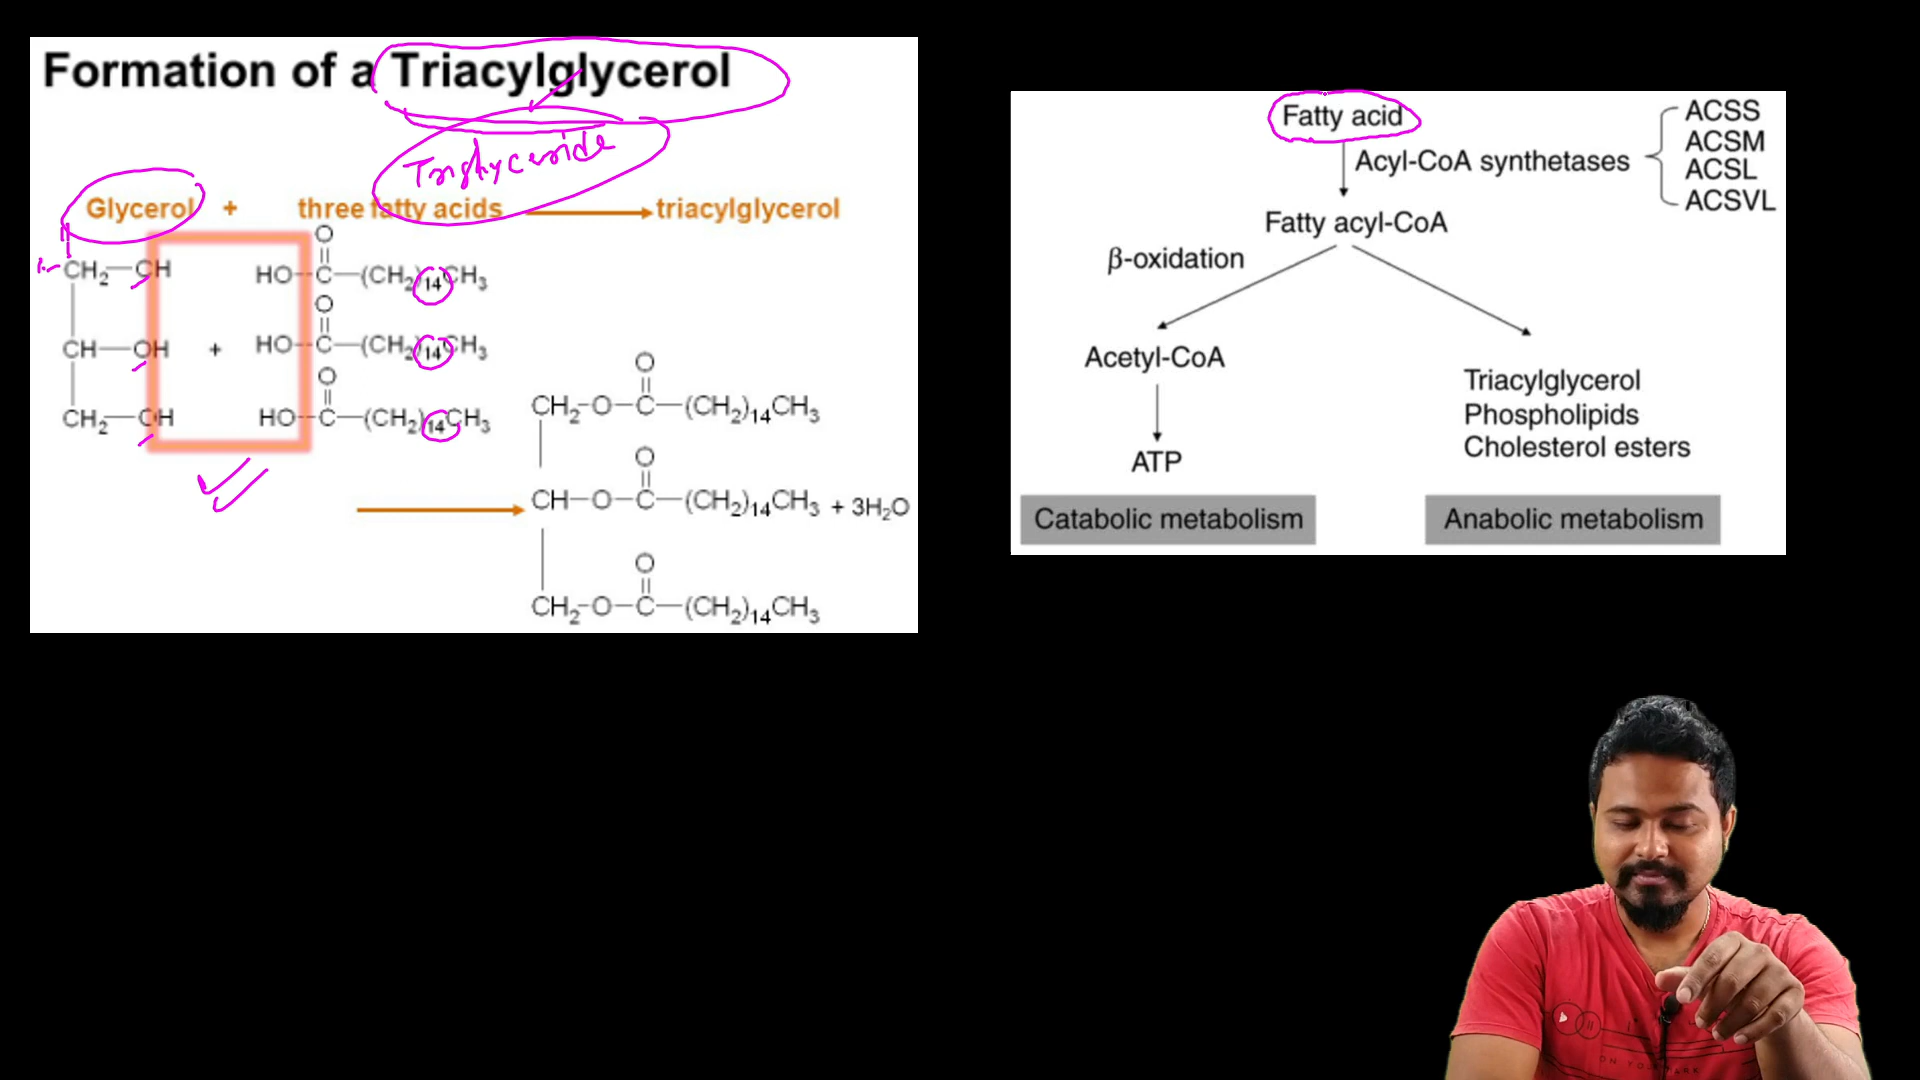 Formation of a Triacylglycerol
Triglyceride
Glycerol + three fatty acids triacylglycerol
CH2—OH HO—C—(CH2)14CH3
O
CH—OH + HO—C—(CH2)14CH3
O
CH2—OH HO—C—(CH2)14CH3
O
CH2-O—C—(CH2)14CH3
O
CH—O—C—(CH2)14CH3 + 3H2O
O
CH2-O—C—(CH2)14CH3
O
Fatty acid
Acyl-CoA synthetases
ACSS
ACSM
ACSL
ACSVL
Fatty acyl-CoA
β-oxidation
Acetyl-CoA
ATP
Catabolic metabolism
Triacylglycerol
Phospholipids
Cholesterol esters
Anabolic metabolism